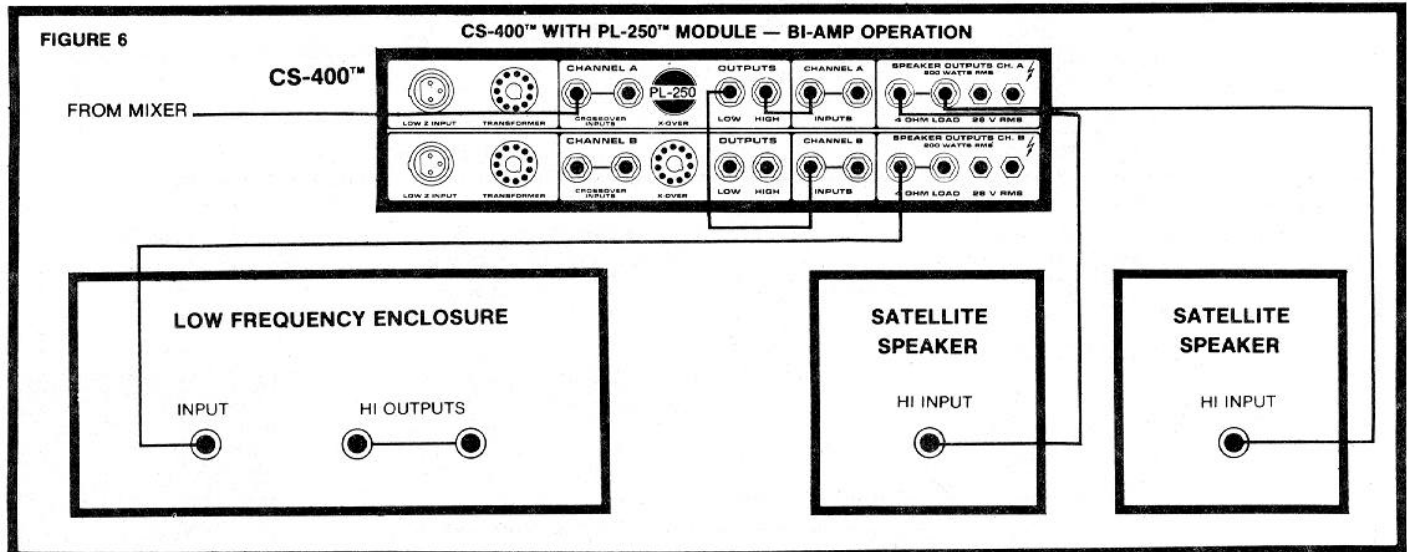 FIGURE 6
CS-400™ WITH PL-250™ MODULE — BI-AMP OPERATION
CS-400™
FROM MIXER
CHANNEL A
OUTPUTS
CHANNEL A
SPEAKER OUTPUTS CH. A
200 WATTS RMS
PL-250
LOW Z INPUT
TRANSFORMER
CROSSOVER
INPUTS
X-OVER
LOW HIGH
INPUTS
4 OHM LOAD
28 V RMS
CHANNEL B
OUTPUTS
CHANNEL B
SPEAKER OUTPUTS CH. B
200 WATTS RMS
LOW Z INPUT
TRANSFORMER
CROSSOVER
INPUTS
X-OVER
LOW HIGH
INPUTS
4 OHM LOAD
28 V RMS
LOW FREQUENCY ENCLOSURE
INPUT
HI OUTPUTS
SATELLITE
SPEAKER
HI INPUT
SATELLITE
SPEAKER
HI INPUT